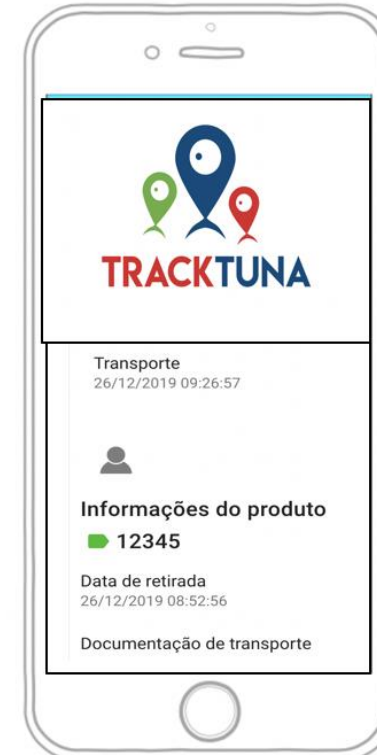 TRACKTUNA
Transporte
26/12/2019 09:26:57
Informações do produto
12345
Data de retirada
26/12/2019 08:52:56
Documentação de transporte